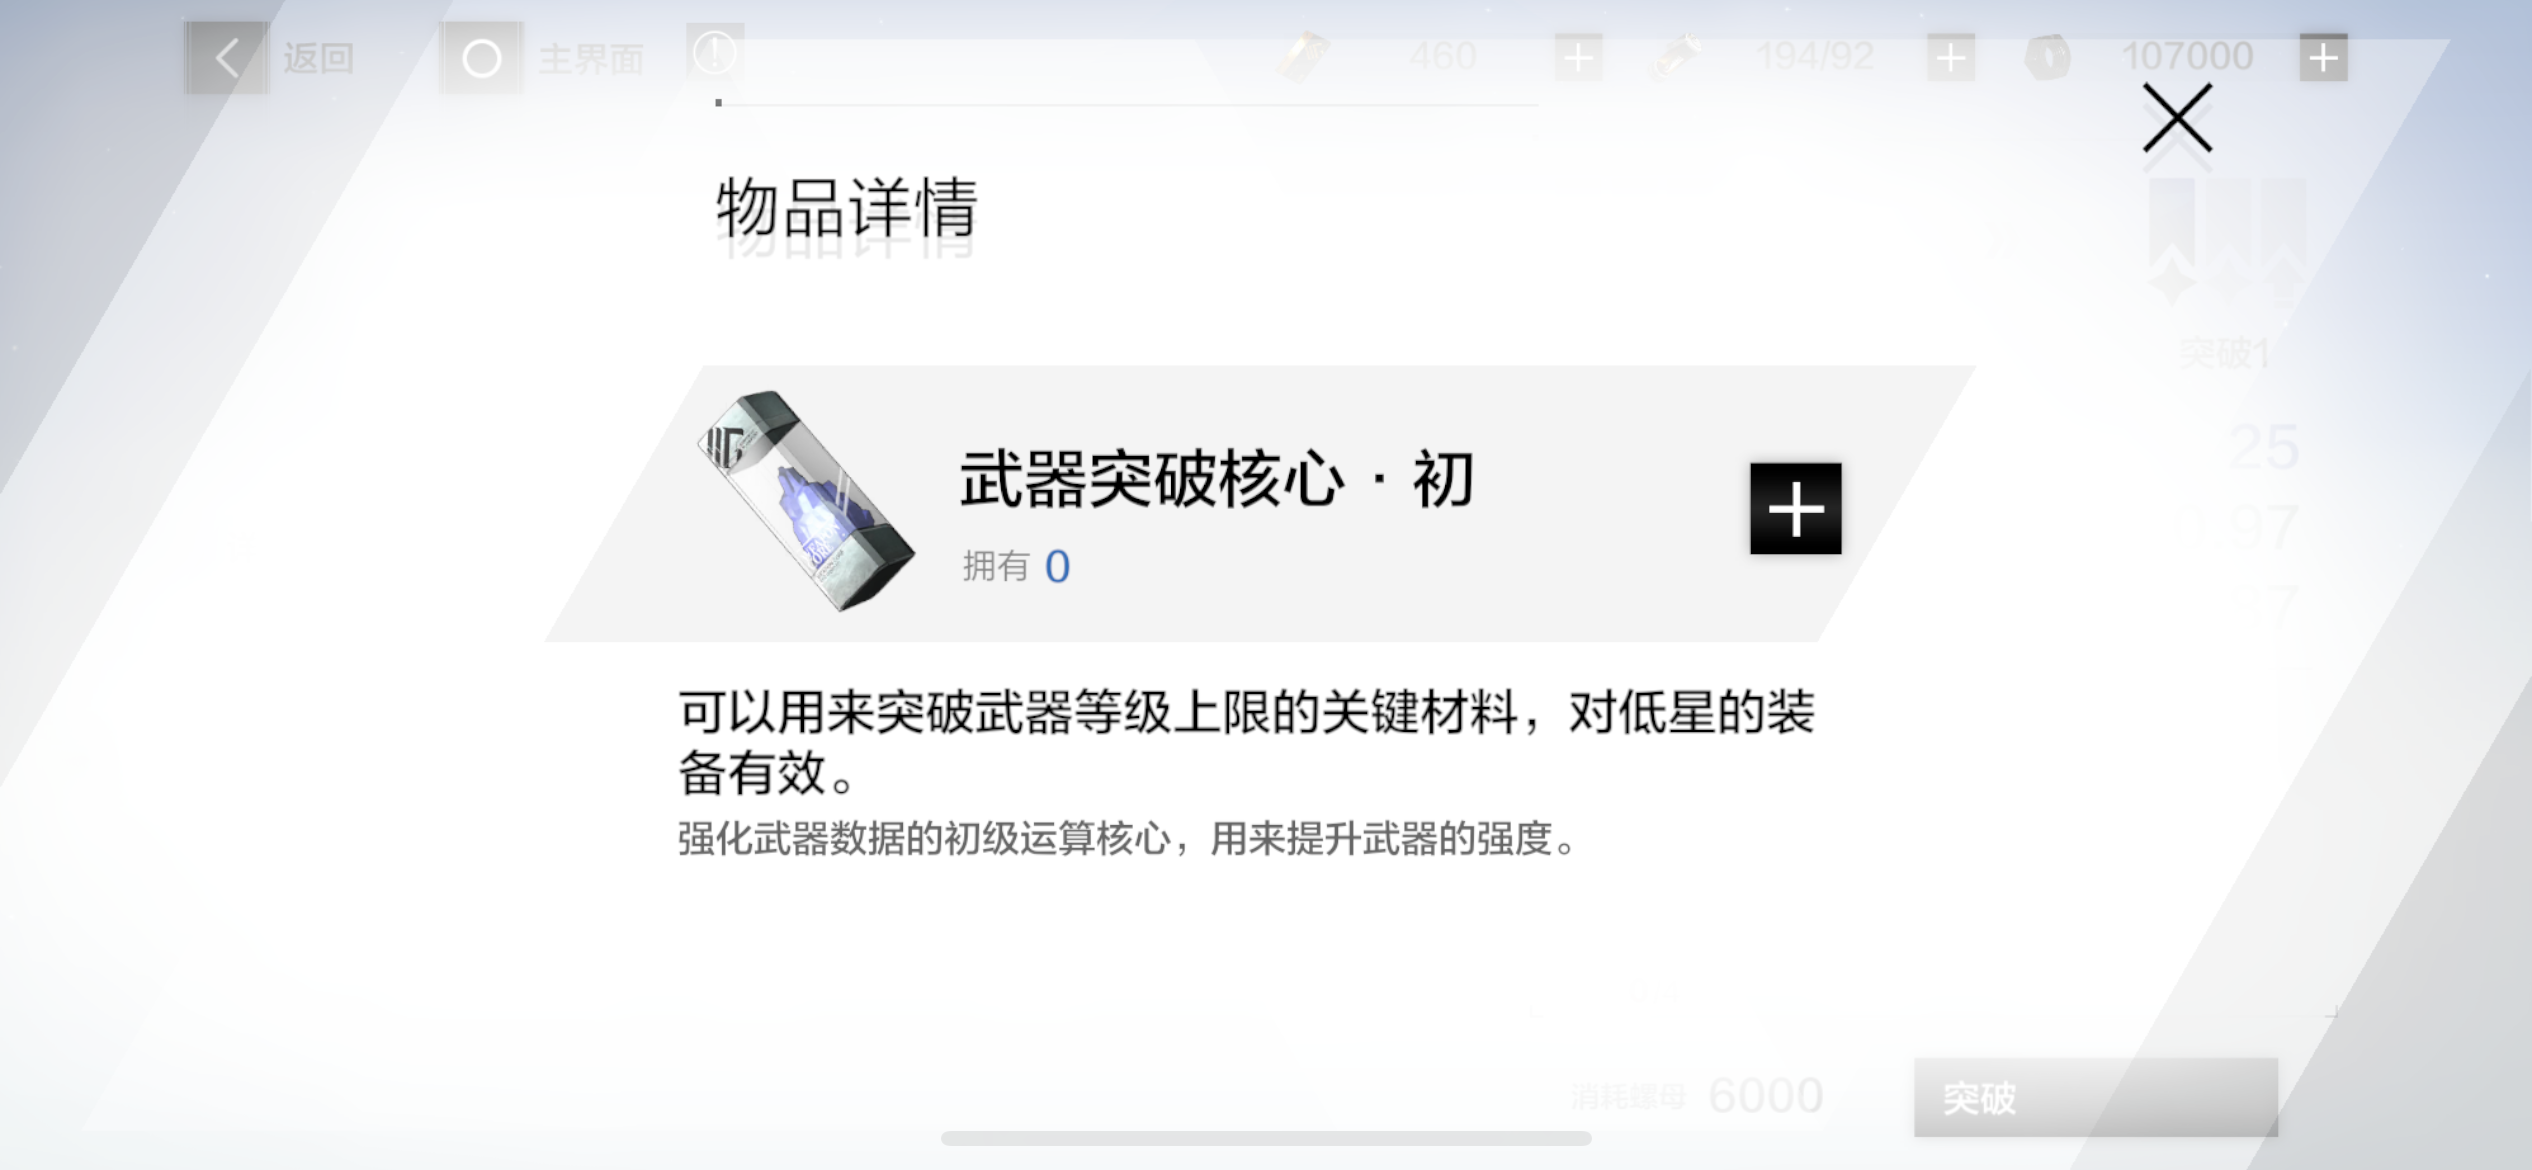 返回
主界面
460
194/92
107000
物品详情
突破1
25
武器突破核心 · 初
拥有 0
可以用来突破武器等级上限的关键材料，对低星的装
备有效。
强化武器数据的初级运算核心，用来提升武器的强度。
消耗螺母 6000
突破